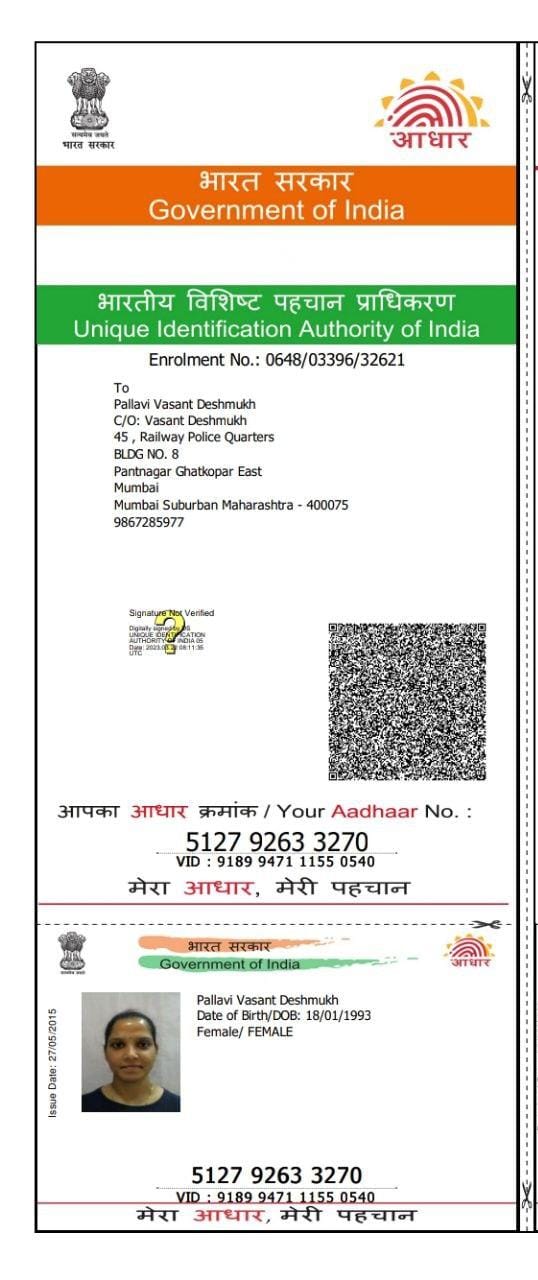 सत्यमेव जयते
भारत सरकार
आधार
भारत सरकार
Government of India
भारतीय विशिष्ट पहचान प्राधिकरण
Unique Identification Authority of India
Enrolment No.: 0648/03396/32621
To
Pallavi Vasant Deshmukh
C/O: Vasant Deshmukh
45 , Railway Police Quarters
BLDG NO. 8
Pantnagar Ghatkopar East
Mumbai
Mumbai Suburban Maharashtra - 400075
9867285977
Signature Not Verified
Digitally signed by DS
UNIQUE IDENTIFICATION
AUTHORITY OF INDIA 05
Date: 2023.03.22 08:11:35
UTC
आपका आधार क्रमांक / Your Aadhaar No. :
5127 9263 3270
VID : 9189 9471 1155 0540
मेरा आधार, मेरी पहचान
भारत सरकार
Government of India
आधार
Issue Date: 27/05/2015
Pallavi Vasant Deshmukh
Date of Birth/DOB: 18/01/1993
Female/ FEMALE
5127 9263 3270
VID : 9189 9471 1155 0540
मेरा आधार, मेरी पहचान